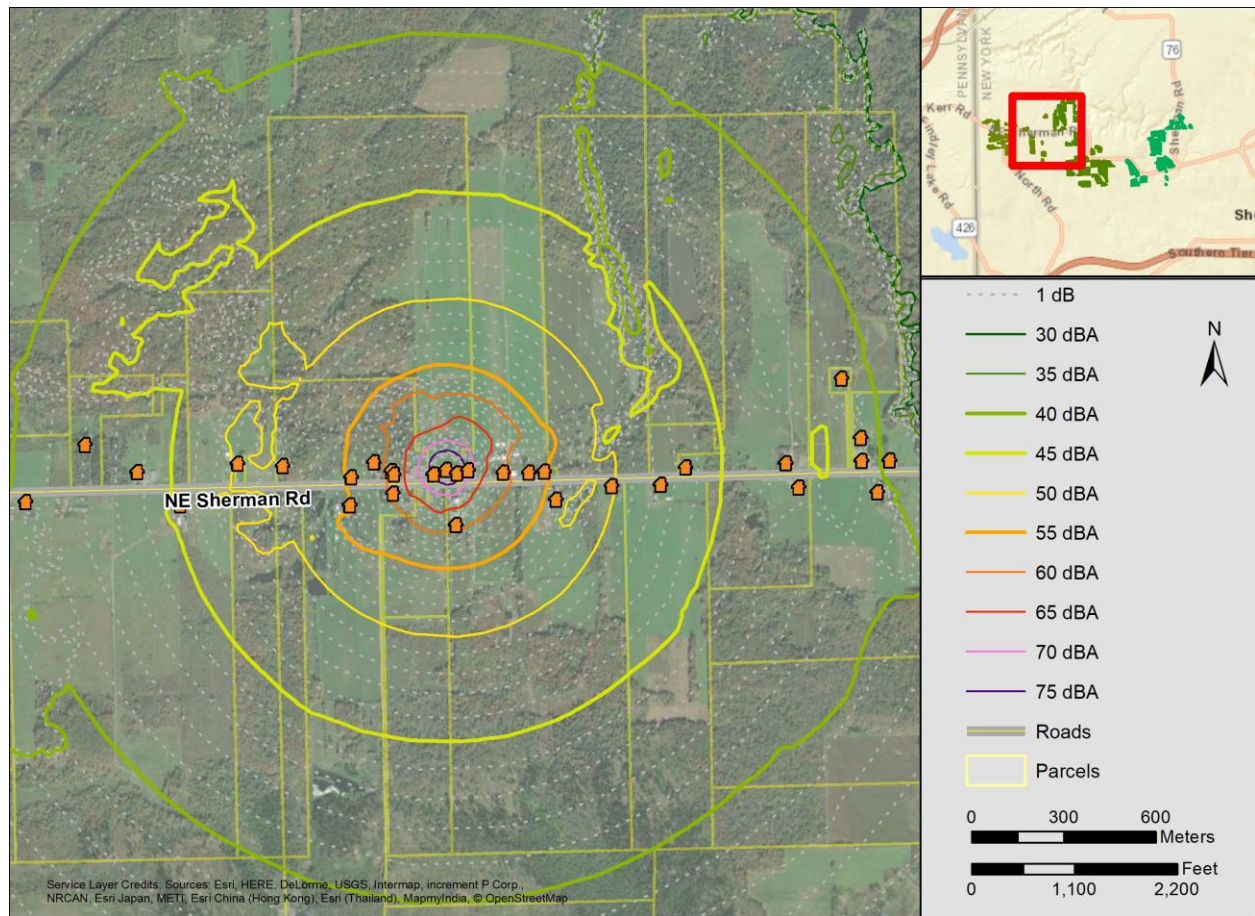 NE Sherman Rd
Service Layer Credits: Sources: Esri, HERE, DeLorme, USGS, Intermap, increment P Corp.,
NRCAN, Esri Japan, METI, Esri China (Hong Kong), Esri (Thailand), MapmyIndia, © OpenStreetMap
PENNSYLVAN
NEW YORK
76
Kerr Rd
Sherman R
Sherman Rd
Lake Rd
North Rd
426
She
Southern Tier
1 dB
30 dBA
35 dBA
40 dBA
45 dBA
50 dBA
55 dBA
60 dBA
65 dBA
70 dBA
75 dBA
Roads
Parcels
N
0 300 600
Meters
Feet
0 1,100 2,200